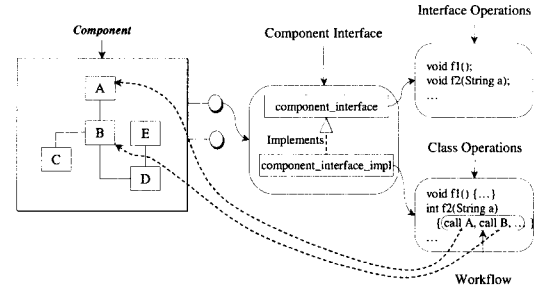 Interface Operations
Component
Component Interface
void f1();
void f2(String a);
...
A
component_interface
B
E
Implements
C
Class Operations
component_interface_impl
D
void f1() {...}
int f2(String a)
{call A, call B, ... }
...
Workflow